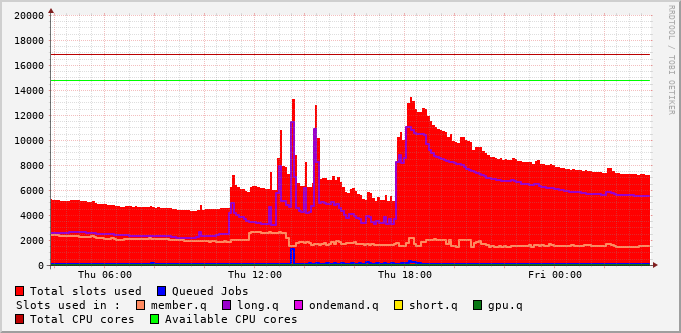 20000
18000
16000
14000
12000
10000
8000
6000
4000
2000
0
Thu 06:00 Thu 12:00 Thu 18:00 Fri 00:00
RRDTOOL / TOBI OETIKER
Total slots used Queued Jobs
Slots used in : member.q long.q ondemand.q short.q gpu.q
Total CPU cores Available CPU cores